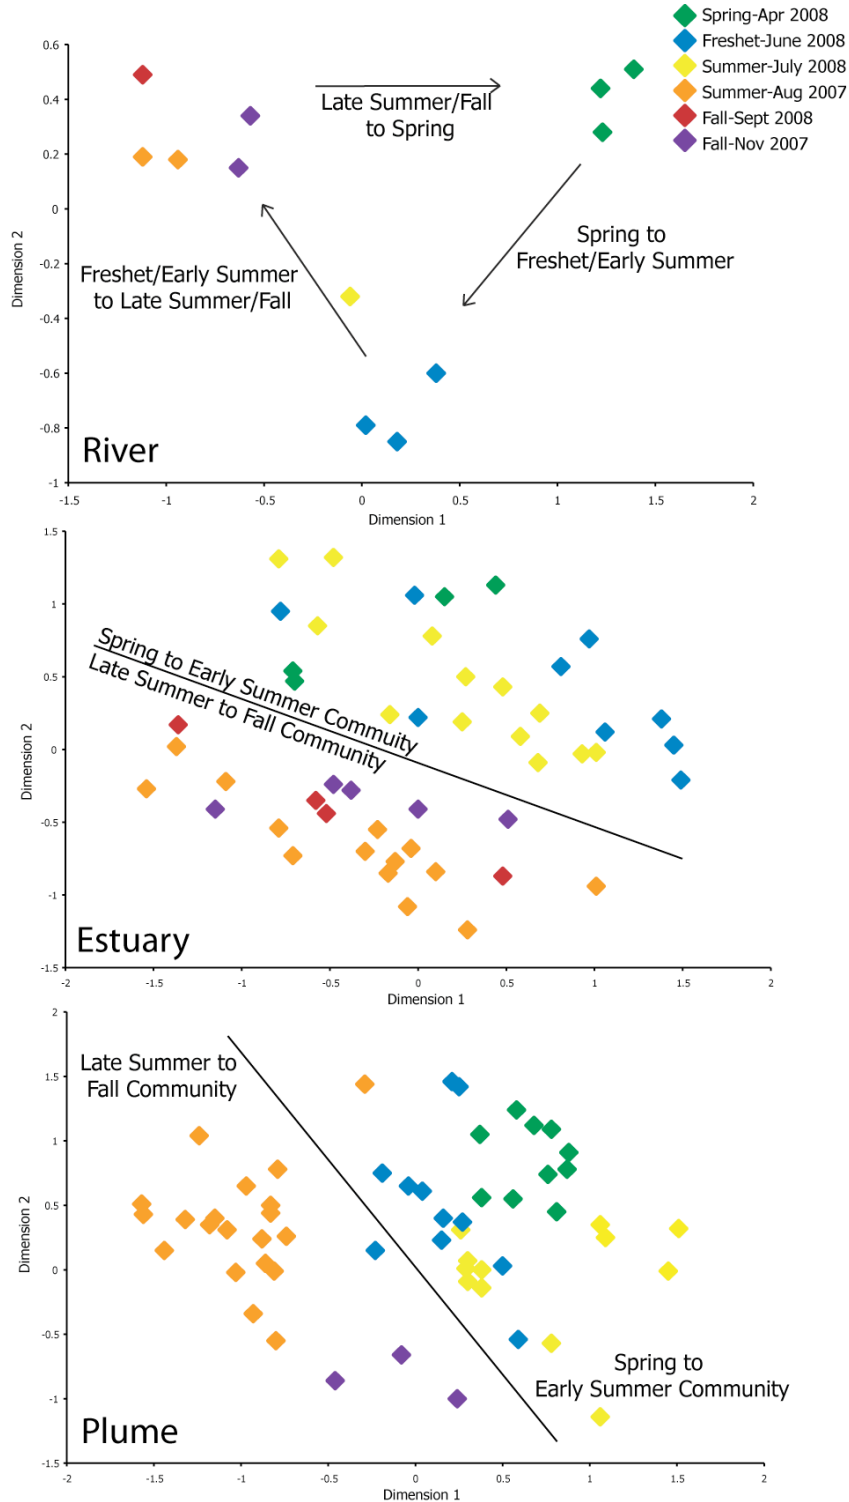 Spring-Apr 2008
Freshet-June 2008
Summer-July 2008
Summer-Aug 2007
Fall-Sept 2008
Fall-Nov 2007
0.6
0.4
0.2
0
-0.2
-0.4
-0.6
-0.8
-1
Dimension 2
Late Summer/Fall
to Spring
Spring to
Freshet/Early Summer
Freshet/Early Summer
to Late Summer/Fall
River
-1.5
-1
-0.5
0
0.5
1
1.5
2
Dimension 1
1.5
1
0.5
0
-0.5
-1
-1.5
Dimension 2
Spring to Early Summer Commuity
Late Summer to Fall Community
Estuary
-2
-1.5
-1
-0.5
0
0.5
1
1.5
2
Dimension 1
2
1.5
1
0.5
0
-0.5
-1
-1.5
Dimension 2
Late Summer to
Fall Community
Spring to
Early Summer Community
Plume
-2
-1.5
-1
-0.5
0
0.5
1
1.5
2
Dimension 1